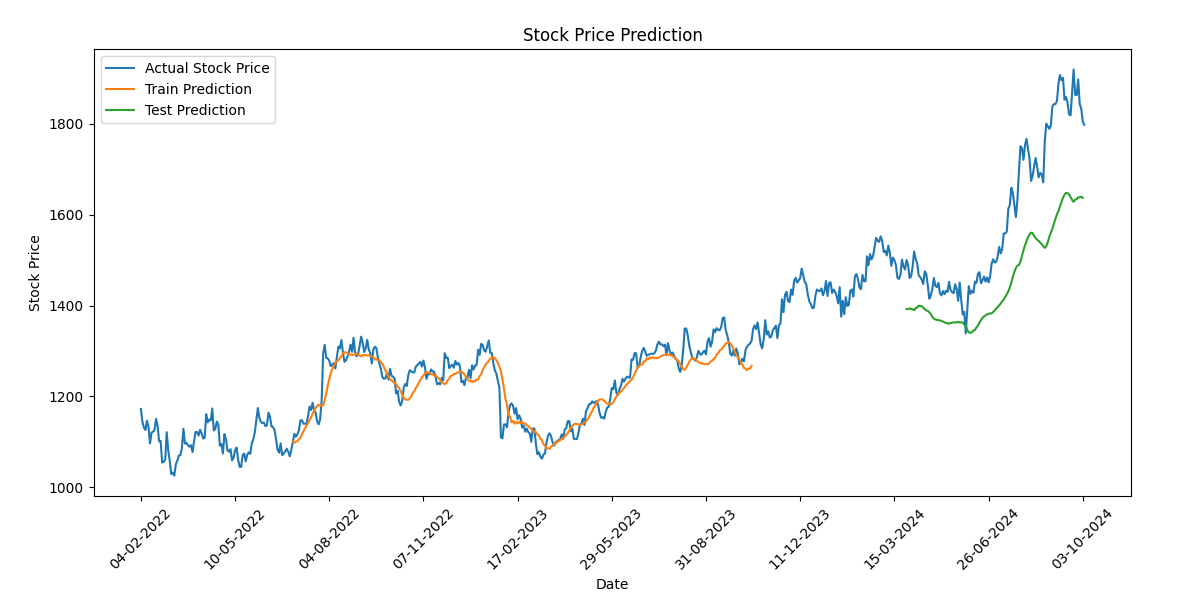 Stock Price Prediction
Actual Stock Price
Train Prediction
Test Prediction
Stock Price
1800
1600
1400
1200
1000
04-02-2022
10-05-2022
04-08-2022
07-11-2022
17-02-2023
29-05-2023
31-08-2023
11-12-2023
15-03-2024
26-06-2024
03-10-2024
Date